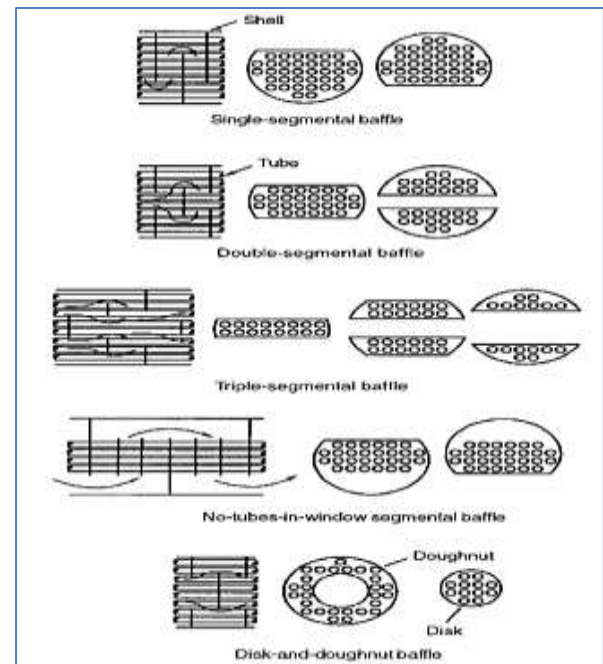 Shell
Single-segmental baffle
Tube
Double-segmental baffle
Triple-segmental baffle
No-tubes-in-window segmental baffle
Doughnut
Disk
Disk-and-doughnut baffle